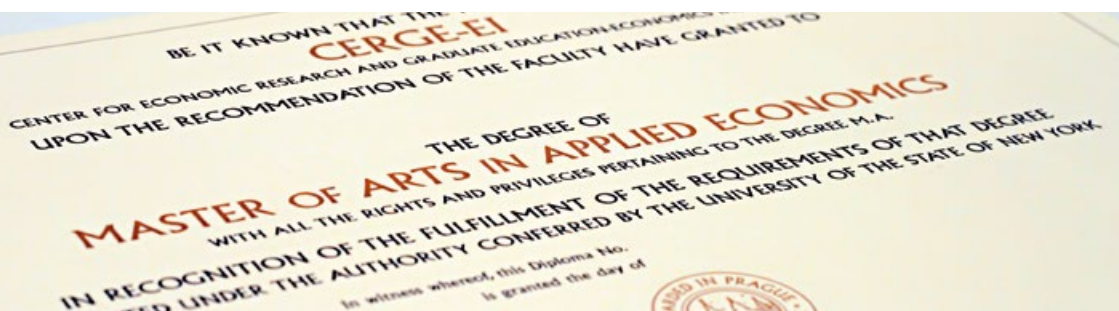 BE IT KNOWN THAT THE
CERGE-EI
CENTER FOR ECONOMIC RESEARCH AND GRADUATE EDUCATION-ECONOMICS
UPON THE RECOMMENDATION OF THE FACULTY HAVE GRANTED TO
THE DEGREE OF
MASTER OF ARTS IN APPLIED ECONOMICS
WITH ALL THE RIGHTS AND PRIVILEGES PERTAINING TO THE DEGREE M.A.
IN RECOGNITION OF THE FULFILLMENT OF THE REQUIREMENTS OF THAT DEGREE
UNDER THE AUTHORITY CONFERRED BY THE UNIVERSITY OF THE STATE OF NEW YORK
In witness whereof, this Diploma No.
is granted the day of
IN PRAGUE